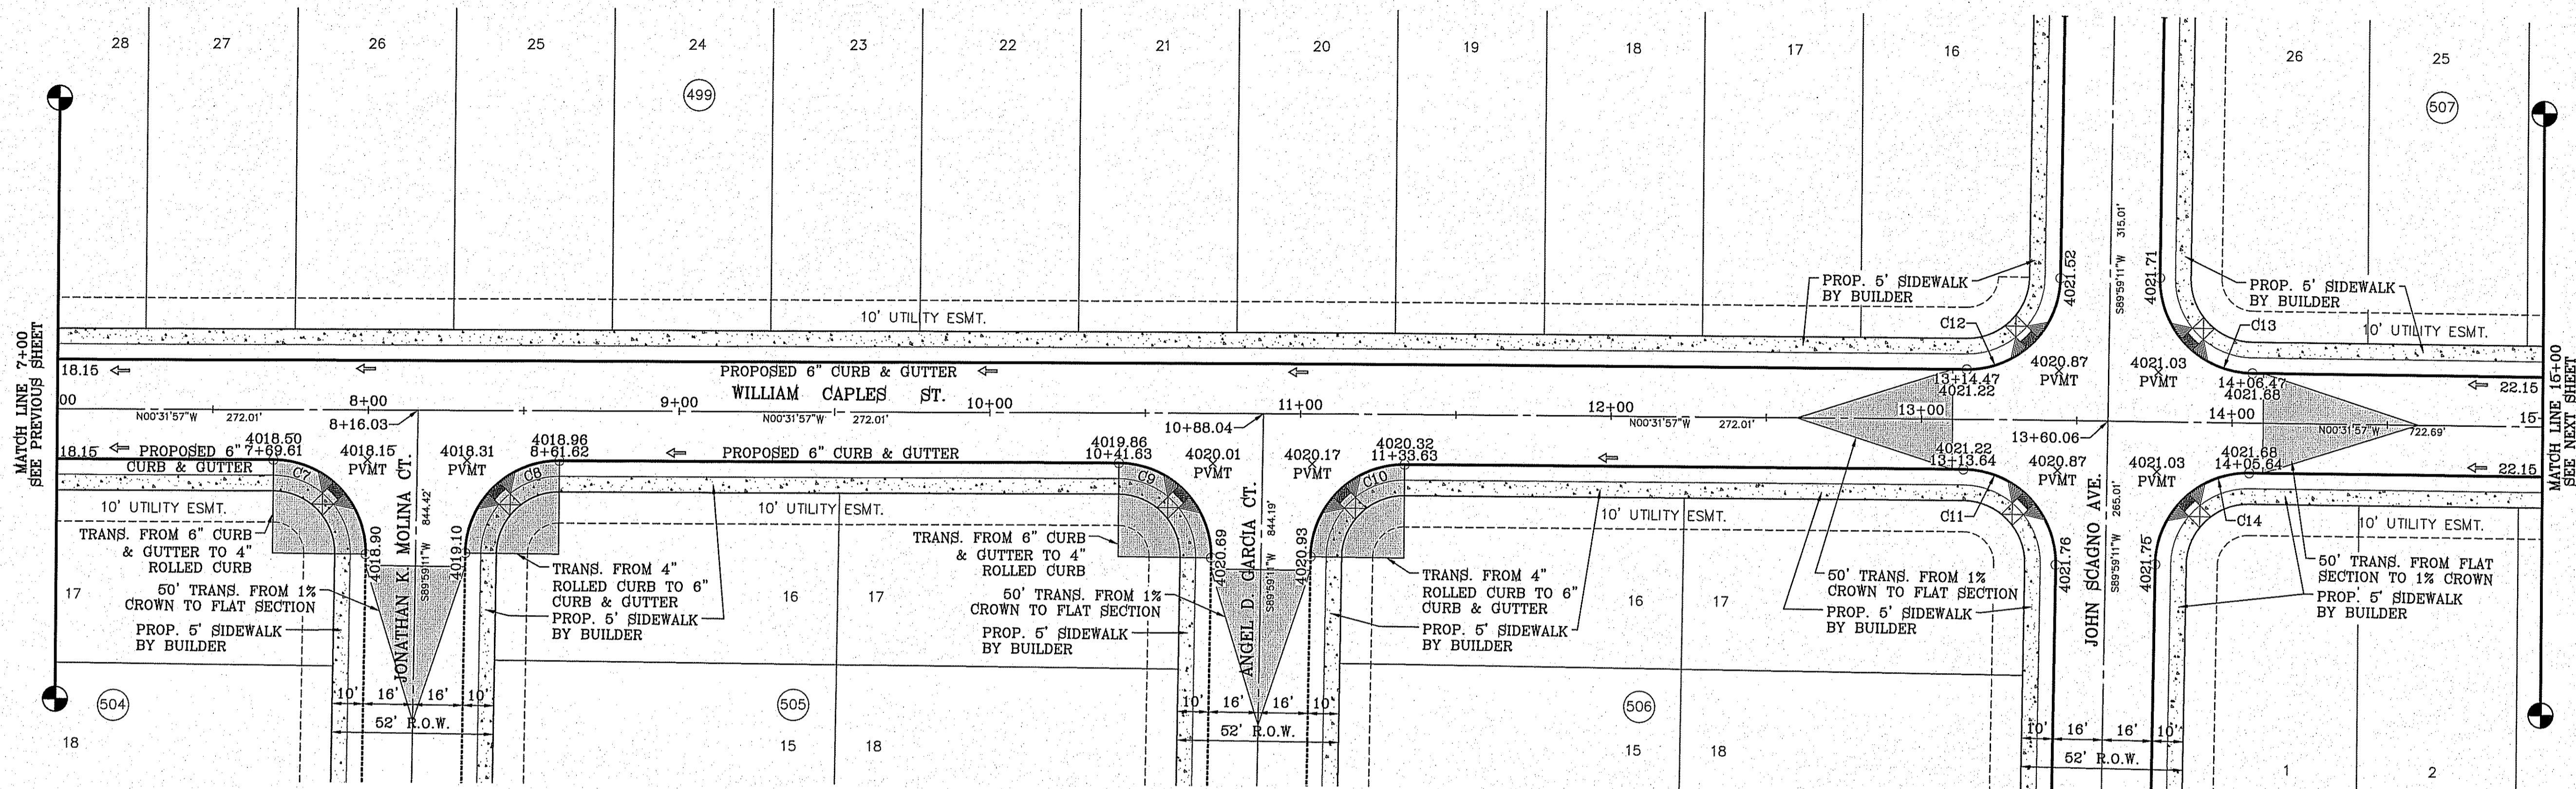 28
27
26
25
24
23
22
21
20
19
18
17
16
26
25
499
507
MATCH LINE 7+00
SEE PREVIOUS SHEET
10' UTILITY ESMT.
PROP. 5' SIDEWALK
BY BUILDER
4021.52
S89°59'11"W 315.01'
4021.71
PROP. 5' SIDEWALK
BY BUILDER
C12
C13
10' UTILITY ESMT.
MATCH LINE 15+00
SEE NEXT SHEET
18.15
PROPOSED 6" CURB & GUTTER
WILLIAM CAPLES ST.
13+14.47
4021.22
4020.87
PVMT
4021.03
PVMT
14+06.47
4021.68
22.15
00
8+00
9+00
10+00
11+00
12+00
13+00
14+00
15
N00°31'57"W 272.01'
8+16.03
N00°31'57"W 272.01'
10+88.04
N00°31'57"W 272.01'
13+60.06
N00°31'57"W 722.69'
18.15
PROPOSED 6"
CURB & GUTTER
4018.50
7+69.61
4018.15
PVMT
4018.31
PVMT
4018.96
8+61.62
PROPOSED 6" CURB & GUTTER
4019.86
10+41.63
4020.01
PVMT
4020.17
PVMT
4020.32
11+33.63
4021.22
13+13.64
4020.87
PVMT
4021.03
PVMT
4021.68
14+05.64
22.15
C7
C8
C9
C10
C11
C14
10' UTILITY ESMT.
10' UTILITY ESMT.
10' UTILITY ESMT.
10' UTILITY ESMT.
TRANS. FROM 6" CURB
& GUTTER TO 4"
ROLLED CURB
4018.90
JONATHAN K. MOLINA CT.
S89°59'11"W 844.42'
4019.10
TRANS. FROM 4"
ROLLED CURB TO 6"
CURB & GUTTER
PROP. 5' SIDEWALK
BY BUILDER
50' TRANS. FROM 1%
CROWN TO FLAT SECTION
PROP. 5' SIDEWALK
BY BUILDER
TRANS. FROM 6" CURB
& GUTTER TO 4"
ROLLED CURB
50' TRANS. FROM 1%
CROWN TO FLAT SECTION
PROP. 5' SIDEWALK
BY BUILDER
4020.69
ANGEL D. GARCIA CT.
S89°59'11"W 844.19'
4020.93
TRANS. FROM 4"
ROLLED CURB TO 6"
CURB & GUTTER
PROP. 5' SIDEWALK
BY BUILDER
50' TRANS. FROM 1%
CROWN TO FLAT SECTION
PROP. 5' SIDEWALK
BY BUILDER
4021.76
JOHN SCAGNO AVE.
S89°59'11"W 265.01'
4021.75
50' TRANS. FROM FLAT
SECTION TO 1% CROWN
PROP. 5' SIDEWALK
BY BUILDER
17
16
17
16
17
504
505
506
10'
16'
16'
10'
52' R.O.W.
10'
16'
16'
10'
52' R.O.W.
10'
16'
16'
10'
52' R.O.W.
18
15
18
15
18
1
2